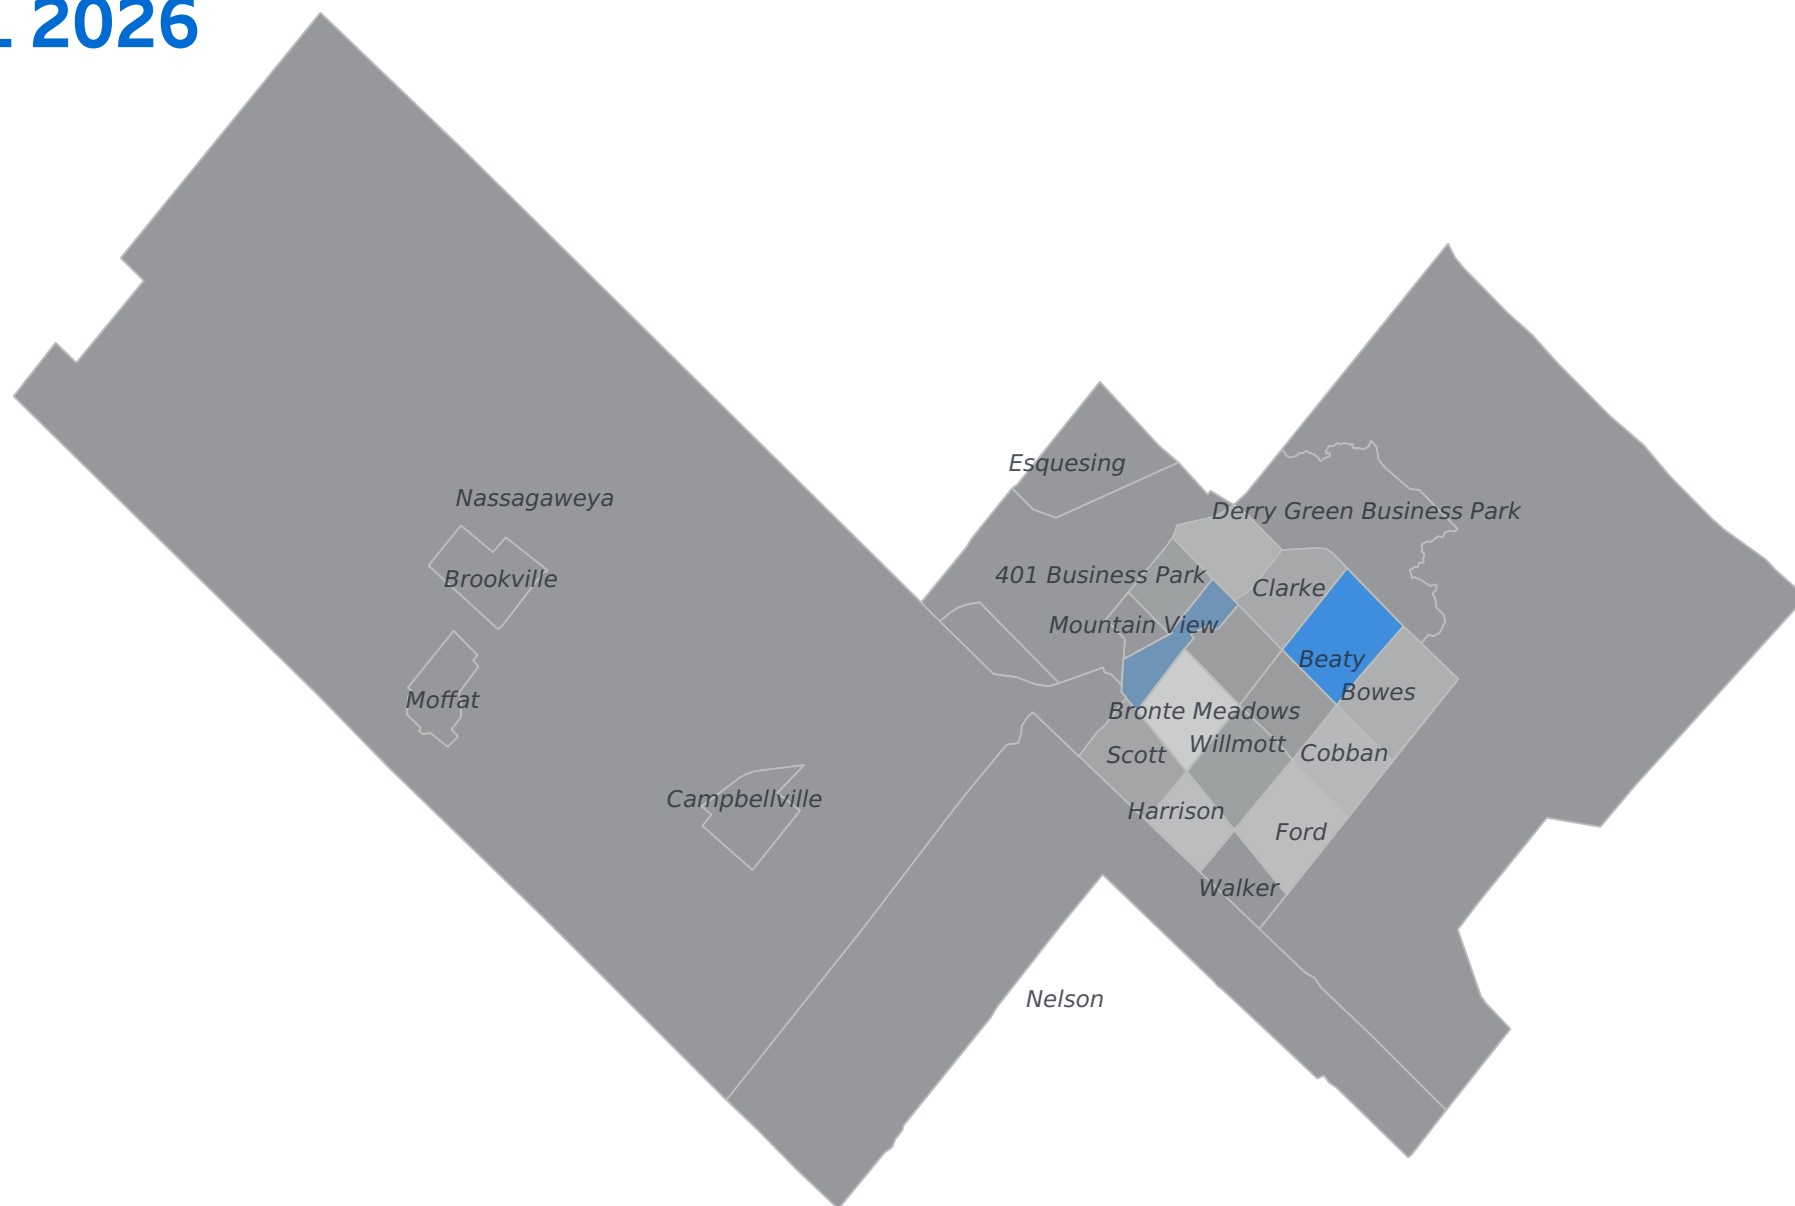 2026
Esquesing
Nassagaweya
Derry Green Business Park
401 Business Park
Brookville
Clarke
Mountain View
Beaty
Bowes
Moffat
Bronte Meadows
Willmott
Scott
Cobban
Campbellville
Harrison
Ford
Walker
Nelson